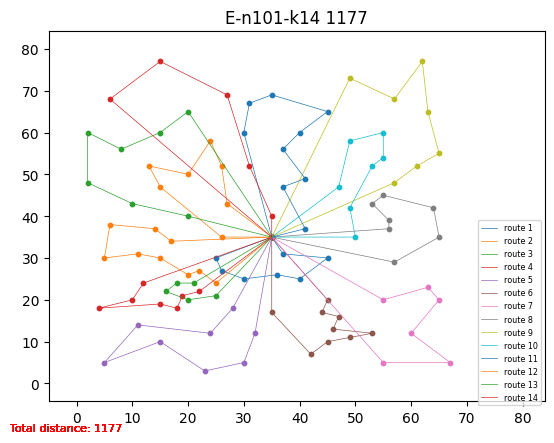 E-n101-k14 1177
80
70
60
50
40
30
20
10
0
0 10 20 30 40 50 60 70 80
route 1
route 2
route 3
route 4
route 5
route 6
route 7
route 8
route 9
route 10
route 11
route 12
route 13
route 14
Total distance: 1177